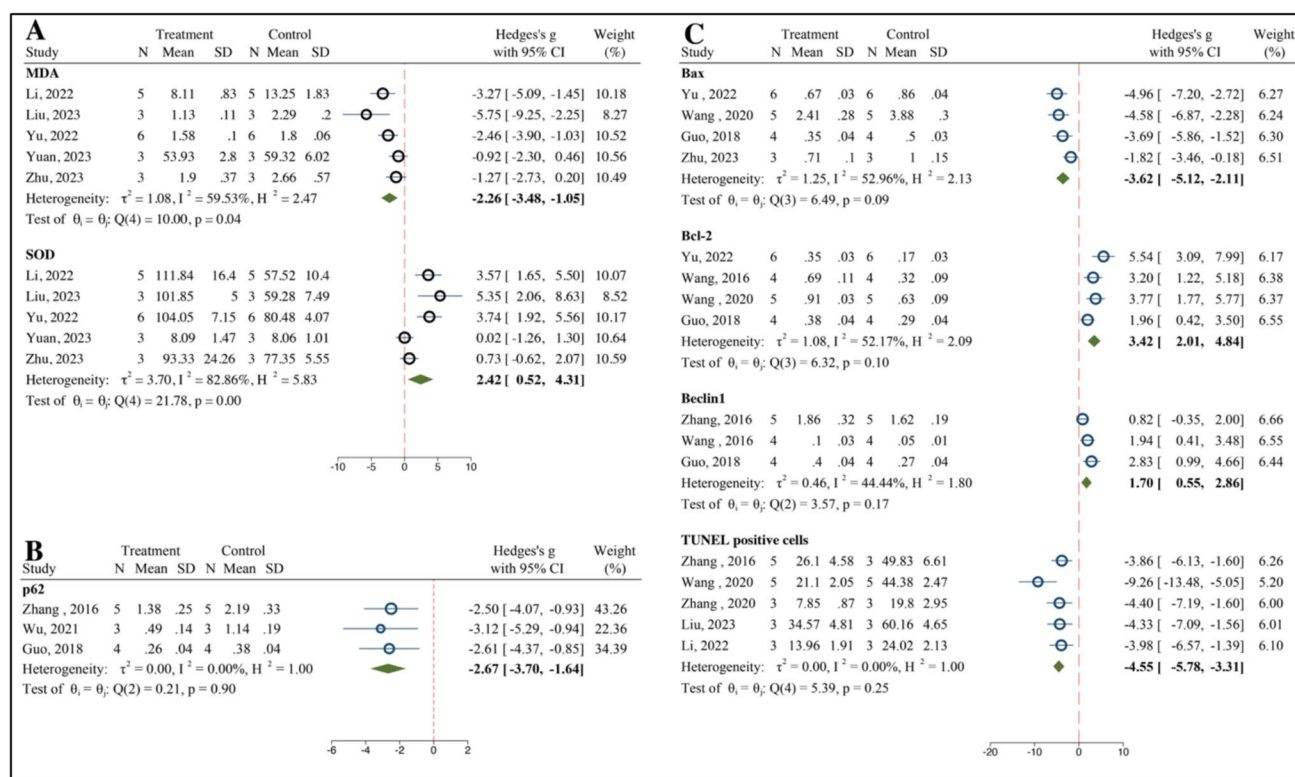 A
Treatment Control Hedges's g Weight
Study N Mean SD N Mean SD with 95% CI (%)
MDA
Li, 2022 5 8.11 .83 5 13.25 1.83 -3.27 [ -5.09, -1.45] 10.18
Liu, 2023 3 1.13 .11 3 2.29 .2 -5.75 [ -9.25, -2.25] 8.27
Yu, 2022 6 1.58 .1 6 1.8 .06 -2.46 [ -3.90, -1.03] 10.52
Yuan, 2023 3 53.93 2.8 3 59.32 6.02 -0.92 [ -2.30, 0.46] 10.56
Zhu, 2023 3 1.9 .37 3 2.66 .57 -1.27 [ -2.73, 0.20] 10.49
Heterogeneity: τ² = 1.08, I² = 59.53%, H² = 2.47 -2.26 [ -3.48, -1.05]
Test of θi = θj: Q(4) = 10.00, p = 0.04
SOD
Li, 2022 5 111.84 16.4 5 57.52 10.4 3.57 [ 1.65, 5.50] 10.07
Liu, 2023 3 101.85 5 3 59.28 7.49 5.35 [ 2.06, 8.63] 8.52
Yu, 2022 6 104.05 7.15 6 80.48 4.07 3.74 [ 1.92, 5.56] 10.17
Yuan, 2023 3 8.09 1.47 3 8.06 1.01 0.02 [ -1.26, 1.30] 10.64
Zhu, 2023 3 93.33 24.26 3 77.35 5.55 0.73 [ -0.62, 2.07] 10.59
Heterogeneity: τ² = 3.70, I² = 82.86%, H² = 5.83 2.42 [ 0.52, 4.31]
Test of θi = θj: Q(4) = 21.78, p = 0.00
-10 -5 0 5 10
B
Treatment Control Hedges's g Weight
Study N Mean SD N Mean SD with 95% CI (%)
p62
Zhang , 2016 5 1.38 .25 5 2.19 .33 -2.50 [ -4.07, -0.93] 43.26
Wu, 2021 3 .49 .14 3 1.14 .19 -3.12 [ -5.29, -0.94] 22.36
Guo, 2018 4 .26 .04 4 .38 .04 -2.61 [ -4.37, -0.85] 34.39
Heterogeneity: τ² = 0.00, I² = 0.00%, H² = 1.00 -2.67 [ -3.70, -1.64]
Test of θi = θj: Q(2) = 0.21, p = 0.90
-6 -4 -2 0 2
C
Treatment Control Hedges's g Weight
Study N Mean SD N Mean SD with 95% CI (%)
Bax
Yu , 2022 6 .67 .03 6 .86 .04 -4.96 [ -7.20, -2.72] 6.27
Wang , 2020 5 2.41 .28 5 3.88 .3 -4.58 [ -6.87, -2.28] 6.24
Guo, 2018 4 .35 .04 4 .5 .03 -3.69 [ -5.86, -1.52] 6.30
Zhu, 2023 3 .71 .1 3 1 .15 -1.82 [ -3.46, -0.18] 6.51
Heterogeneity: τ² = 1.25, I² = 52.96%, H² = 2.13 -3.62 [ -5.12, -2.11]
Test of θi = θj: Q(3) = 6.49, p = 0.09
Bcl-2
Yu, 2022 6 .35 .03 6 .17 .03 5.54 [ 3.09, 7.99] 6.17
Wang, 2016 4 .69 .11 4 .32 .09 3.20 [ 1.22, 5.18] 6.38
Wang , 2020 5 .91 .03 5 .63 .09 3.77 [ 1.77, 5.77] 6.37
Guo, 2018 4 .38 .04 4 .29 .04 1.96 [ 0.42, 3.50] 6.55
Heterogeneity: τ² = 1.08, I² = 52.17%, H² = 2.09 3.42 [ 2.01, 4.84]
Test of θi = θj: Q(3) = 6.32, p = 0.10
Beclin1
Zhang, 2016 5 1.86 .32 5 1.62 .19 0.82 [ -0.35, 2.00] 6.66
Wang, 2016 4 .1 .03 4 .05 .01 1.94 [ 0.41, 3.48] 6.55
Guo, 2018 4 .4 .04 4 .27 .04 2.83 [ 0.99, 4.66] 6.44
Heterogeneity: τ² = 0.46, I² = 44.44%, H² = 1.80 1.70 [ 0.55, 2.86]
Test of θi = θj: Q(2) = 3.57, p = 0.17
TUNEL positive cells
Zhang, 2016 5 26.1 4.58 3 49.83 6.61 -3.86 [ -6.13, -1.60] 6.26
Wang, 2020 5 21.1 2.05 5 44.38 2.47 -9.26 [ -13.48, -5.05] 5.20
Zhang, 2020 3 7.85 .87 3 19.8 2.95 -4.40 [ -7.19, -1.60] 6.00
Liu, 2023 3 34.57 4.81 3 60.16 4.65 -4.33 [ -7.09, -1.56] 6.01
Li, 2022 3 13.96 1.91 3 24.02 2.13 -3.98 [ -6.57, -1.39] 6.10
Heterogeneity: τ² = 0.00, I² = 0.00%, H² = 1.00 -4.55 [ -5.78, -3.31]
Test of θi = θj: Q(4) = 5.39, p = 0.25
-20 -10 0 10